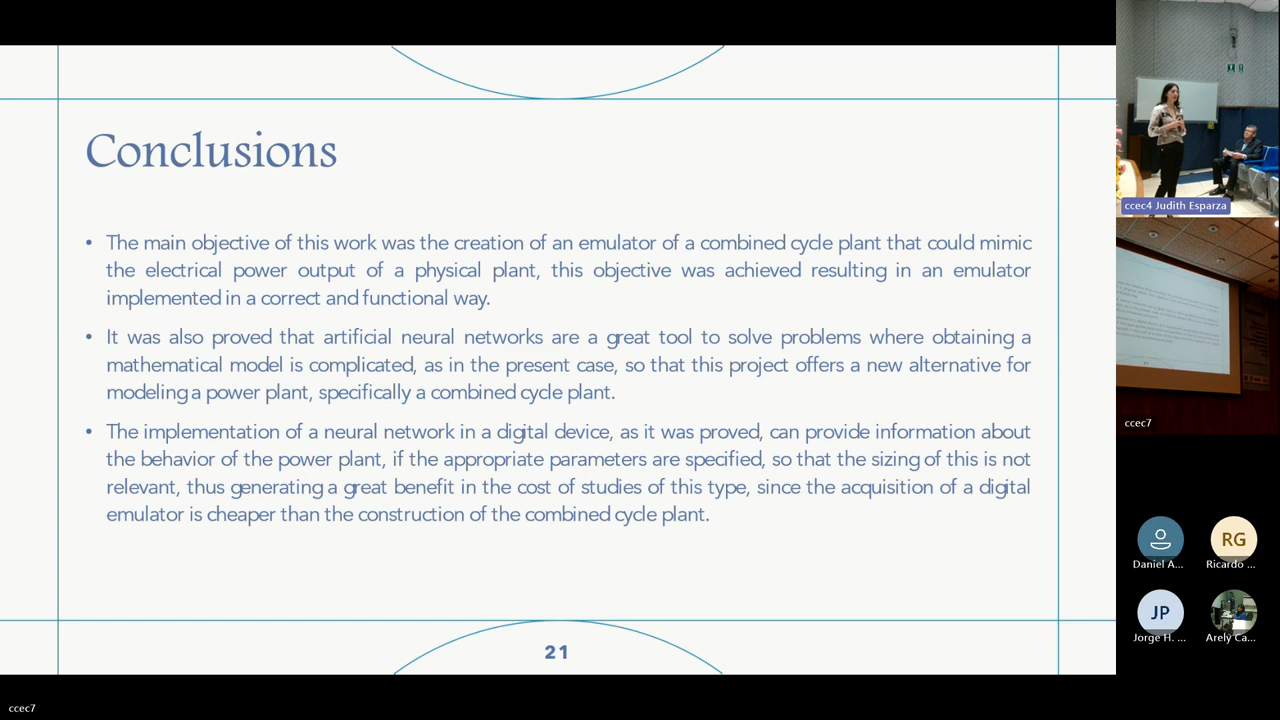 Conclusions
• The main objective of this work was the creation of an emulator of a combined cycle plant that could mimic
the electrical power output of a physical plant, this objective was achieved resulting in an emulator
implemented in a correct and functional way.
• It was also proved that artificial neural networks are a great tool to solve problems where obtaining a
mathematical model is complicated, as in the present case, so that this project offers a new alternative for
modeling a power plant, specifically a combined cycle plant.
• The implementation of a neural network in a digital device, as it was proved, can provide information about
the behavior of the power plant, if the appropriate parameters are specified, so that the sizing of this is not
relevant, thus generating a great benefit in the cost of studies of this type, since the acquisition of a digital
emulator is cheaper than the construction of the combined cycle plant.
21
ccec7
ccec4 Judith Esparza
ccec7
Daniel A...
RG
Ricardo ...
JP
Jorge H. ...
Arely Ca...